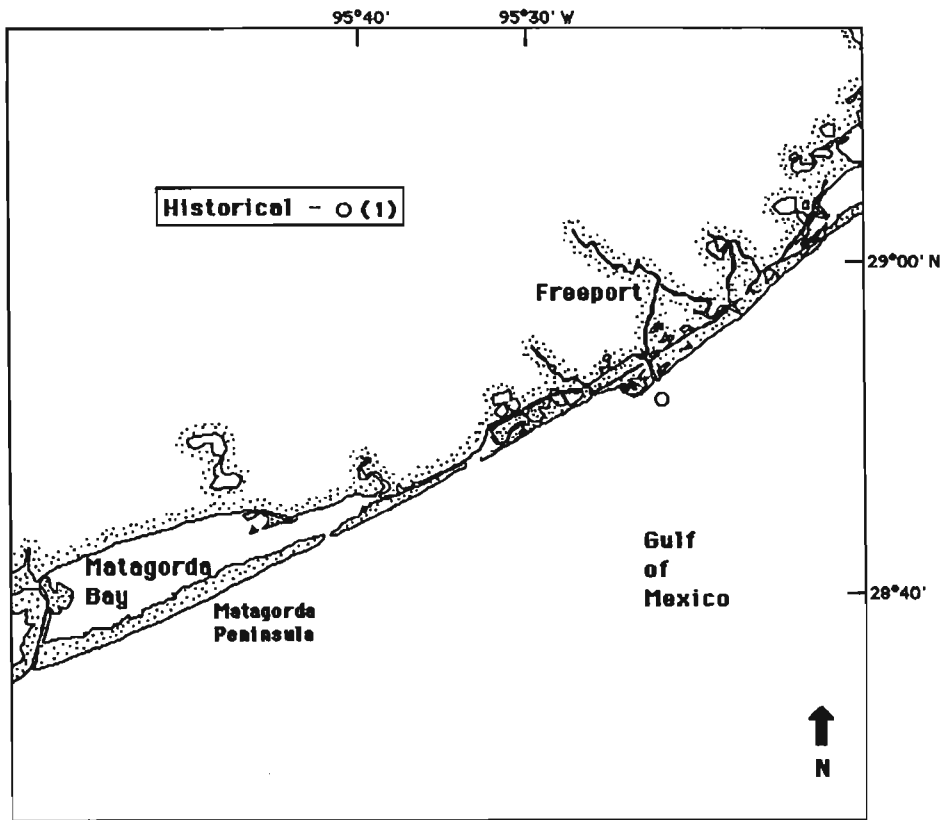 95°40'
95°30' W
Historical - O (1)
29°00' N
Freeport
Gulf
of
Mexico
Matagorda
Bay
28°40'
Matagorda
Peninsula
N